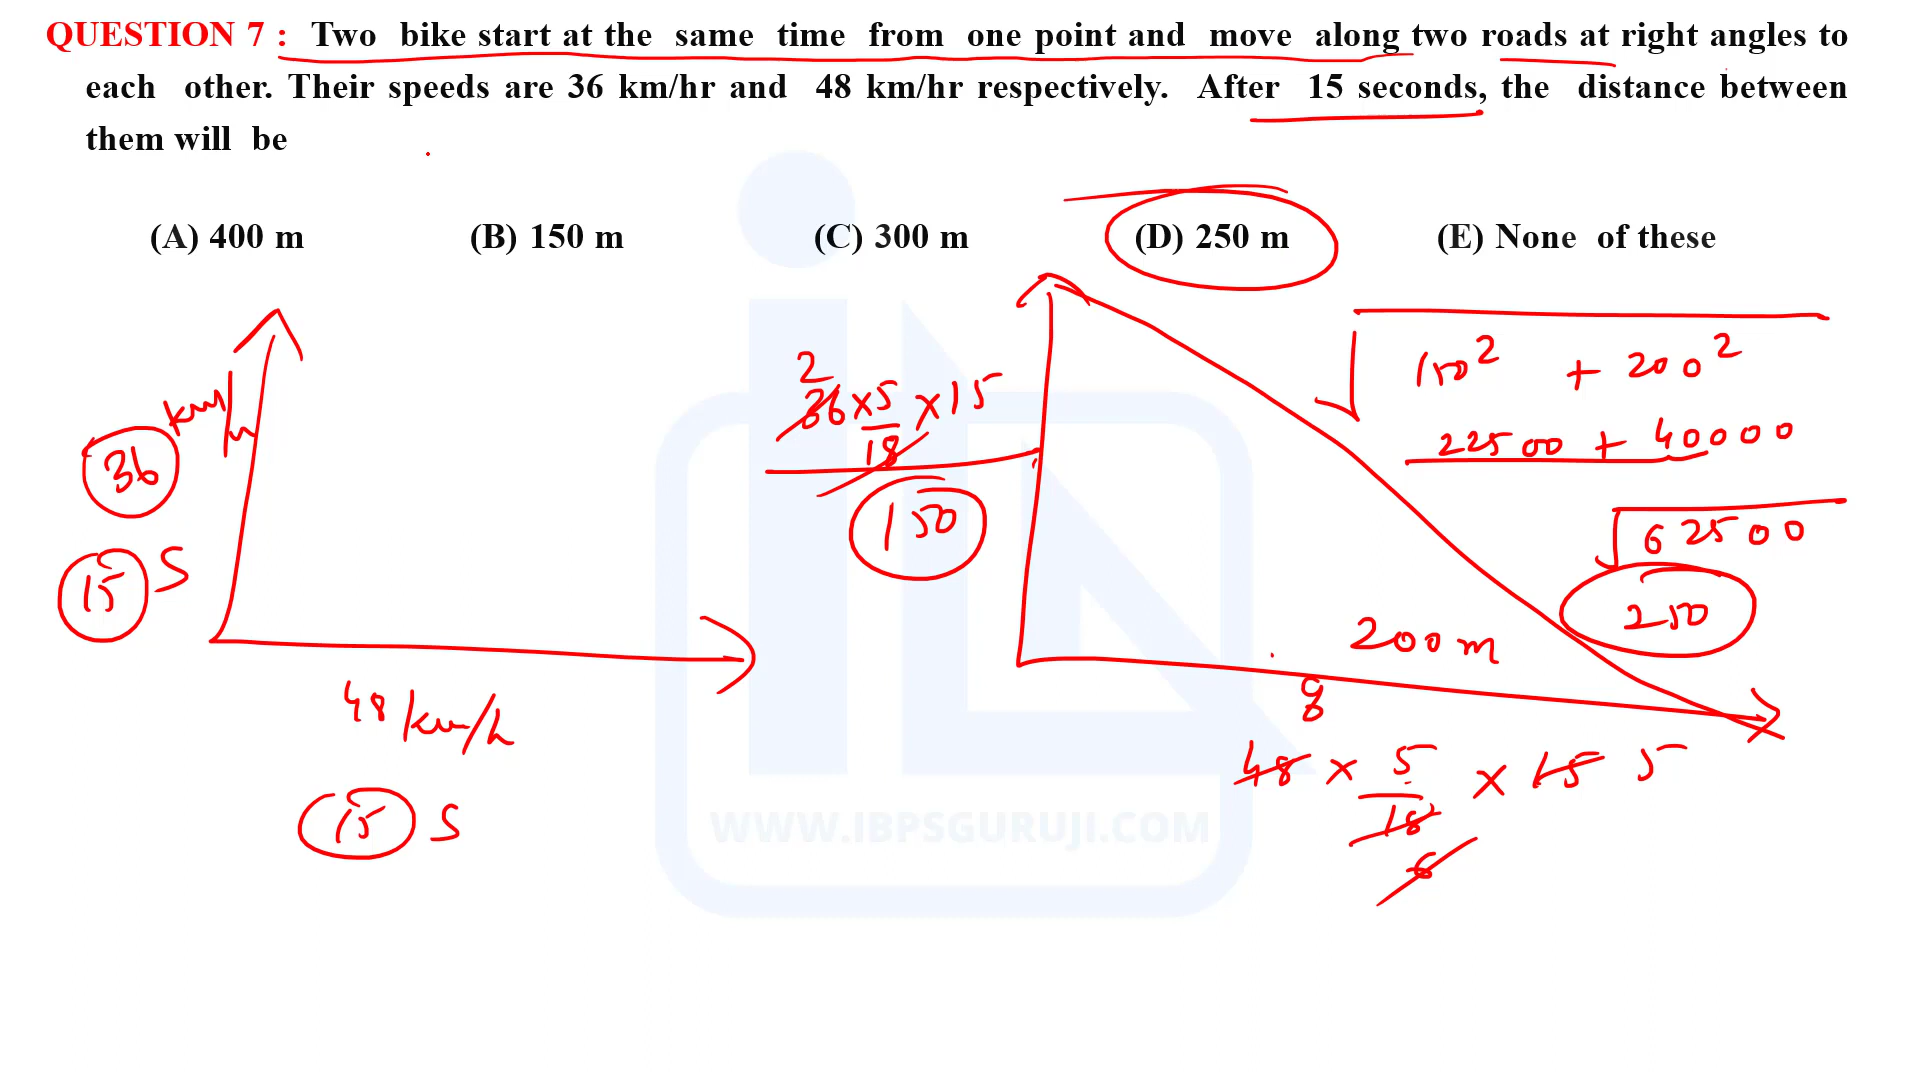 QUESTION 7 : Two bike start at the same time from one point and move along two roads at right angles to
each other. Their speeds are 36 km/hr and 48 km/hr respectively. After 15 seconds, the distance between
them will be
(A) 400 m (B) 150 m (C) 300 m (D) 250 m (E) None of these
36 km/h
15 S
48 km/h
15 S
2
36 × 5/18 × 15
150
150² + 200²
22500 + 40000
√62500
250
200 m
8
48 × 5/18 × 15 5
6
WWW.IBPSGURUJI.COM